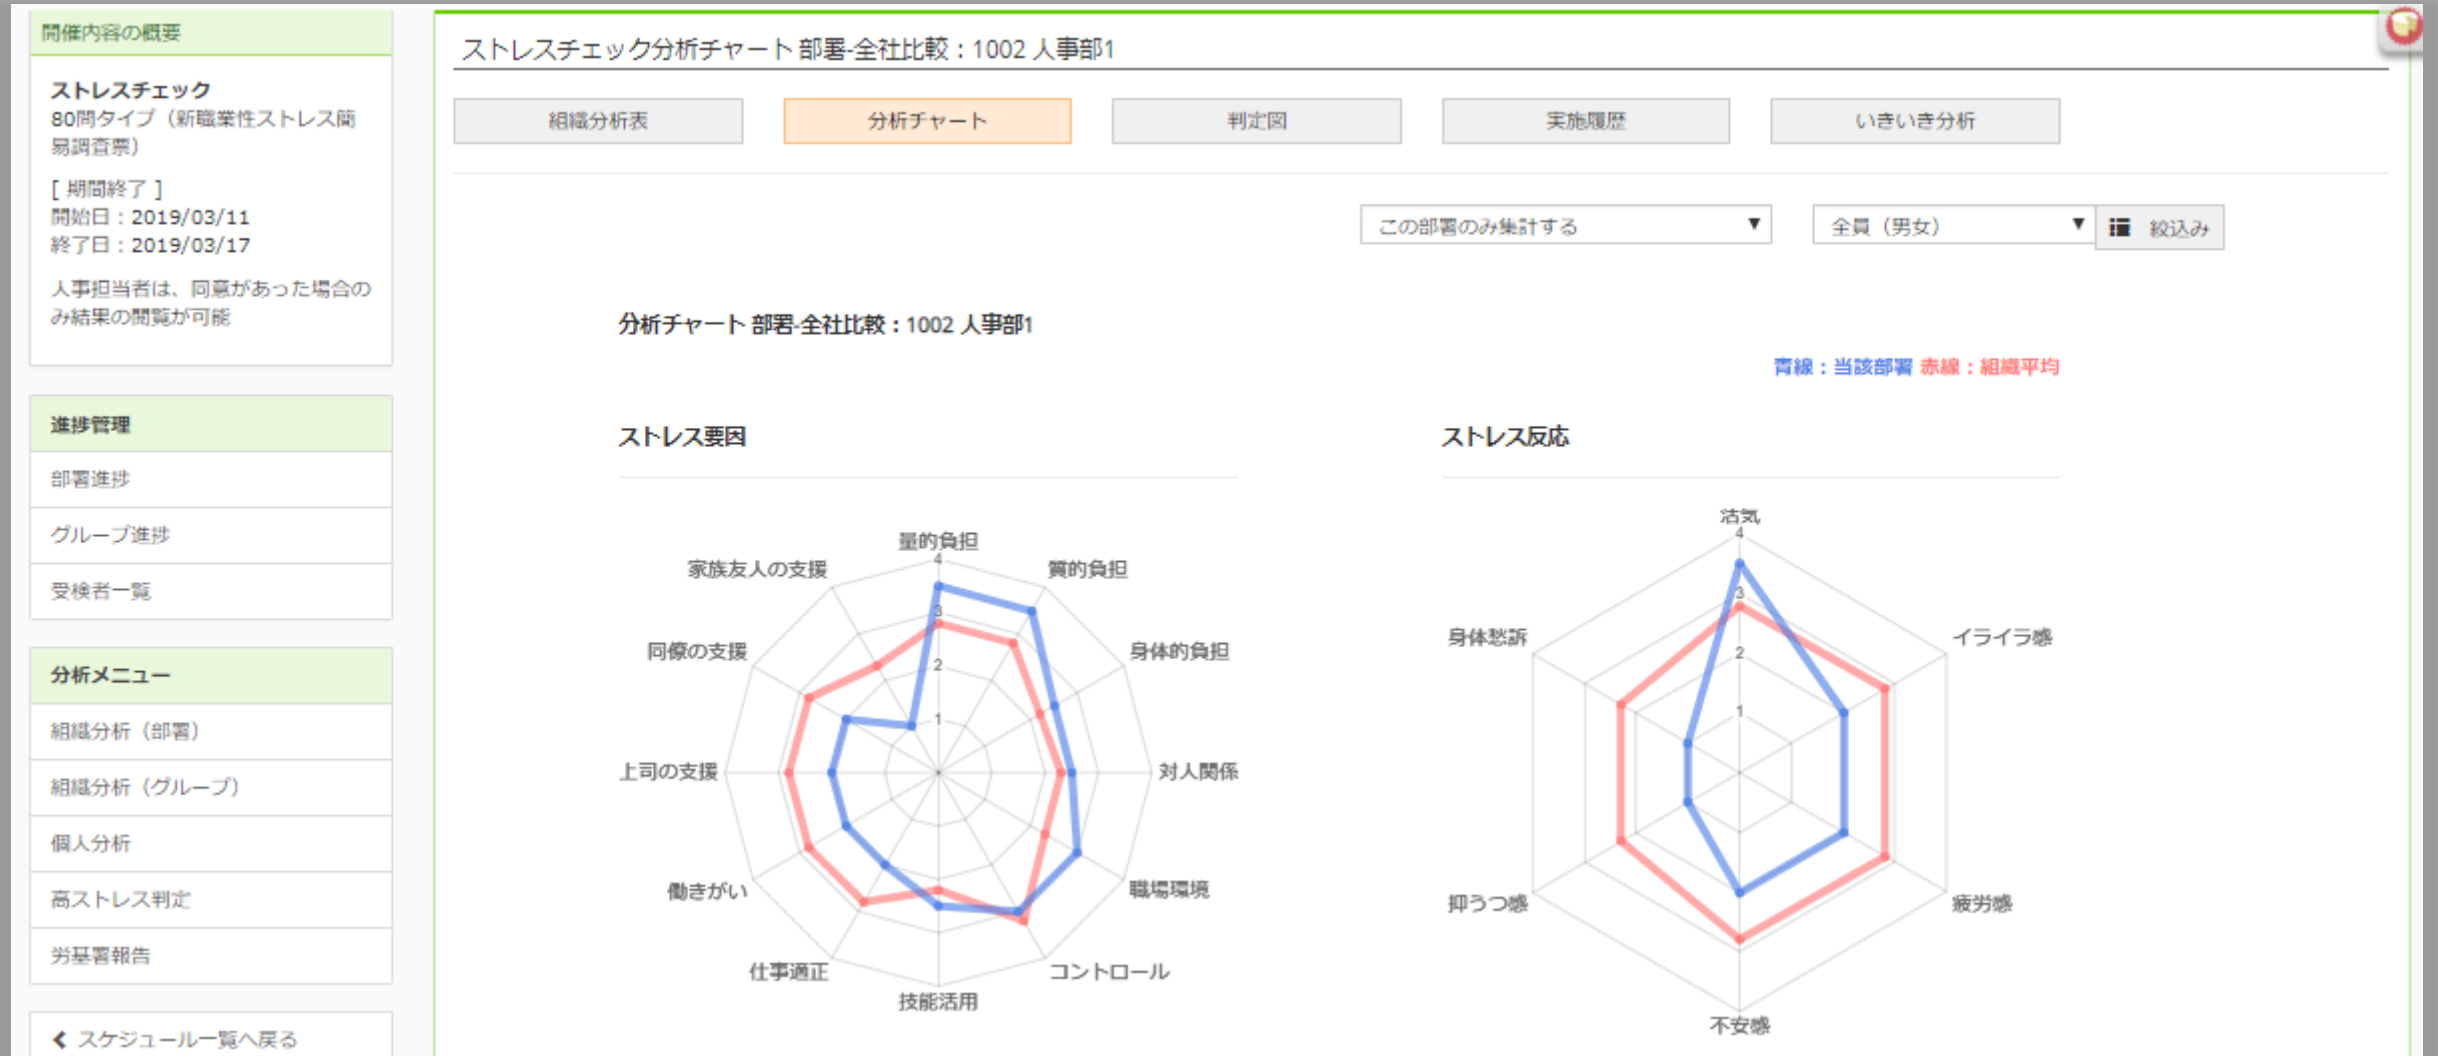 開催内容の概要
ストレスチェック
80問タイプ（新職業性ストレス簡
易調査票）
[ 期間終了 ]
開始日：2019/03/11
終了日：2019/03/17
人事担当者は、同意があった場合の
み結果の閲覧が可能
進捗管理
部署進捗
グループ進捗
受検者一覧
分析メニュー
組織分析（部署）
組織分析（グループ）
個人分析
高ストレス判定
労基署報告
スケジュール一覧へ戻る
ストレスチェック分析チャート 部署-全社比較：1002 人事部1
組織分析表
分析チャート
判定図
実施履歴
いきいき分析
この部署のみ集計する
全員（男女）
絞込み
分析チャート 部署-全社比較：1002 人事部1
青線：当該部署 赤線：組織平均
ストレス要因
量的負担
質的負担
身体的負担
対人関係
職場環境
コントロール
技能活用
仕事適正
働きがい
上司の支援
同僚の支援
家族友人の支援
4
3
2
1
ストレス反応
活気
イライラ感
疲労感
不安感
抑うつ感
身体愁訴
4
3
2
1